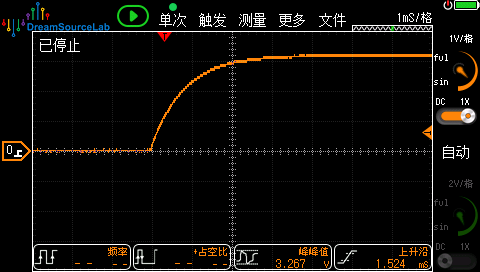 DreamSourceLab
单次 触发 测量 更多 文件 1mS/格
T
已停止
1V/格
ful
sin
DC 1X
0
自动
2V/格
ful
sin
DC 1X
频率
- -  - -
+占空比
- -  - -
峰峰值
3.267 V
上升沿
1.524 mS